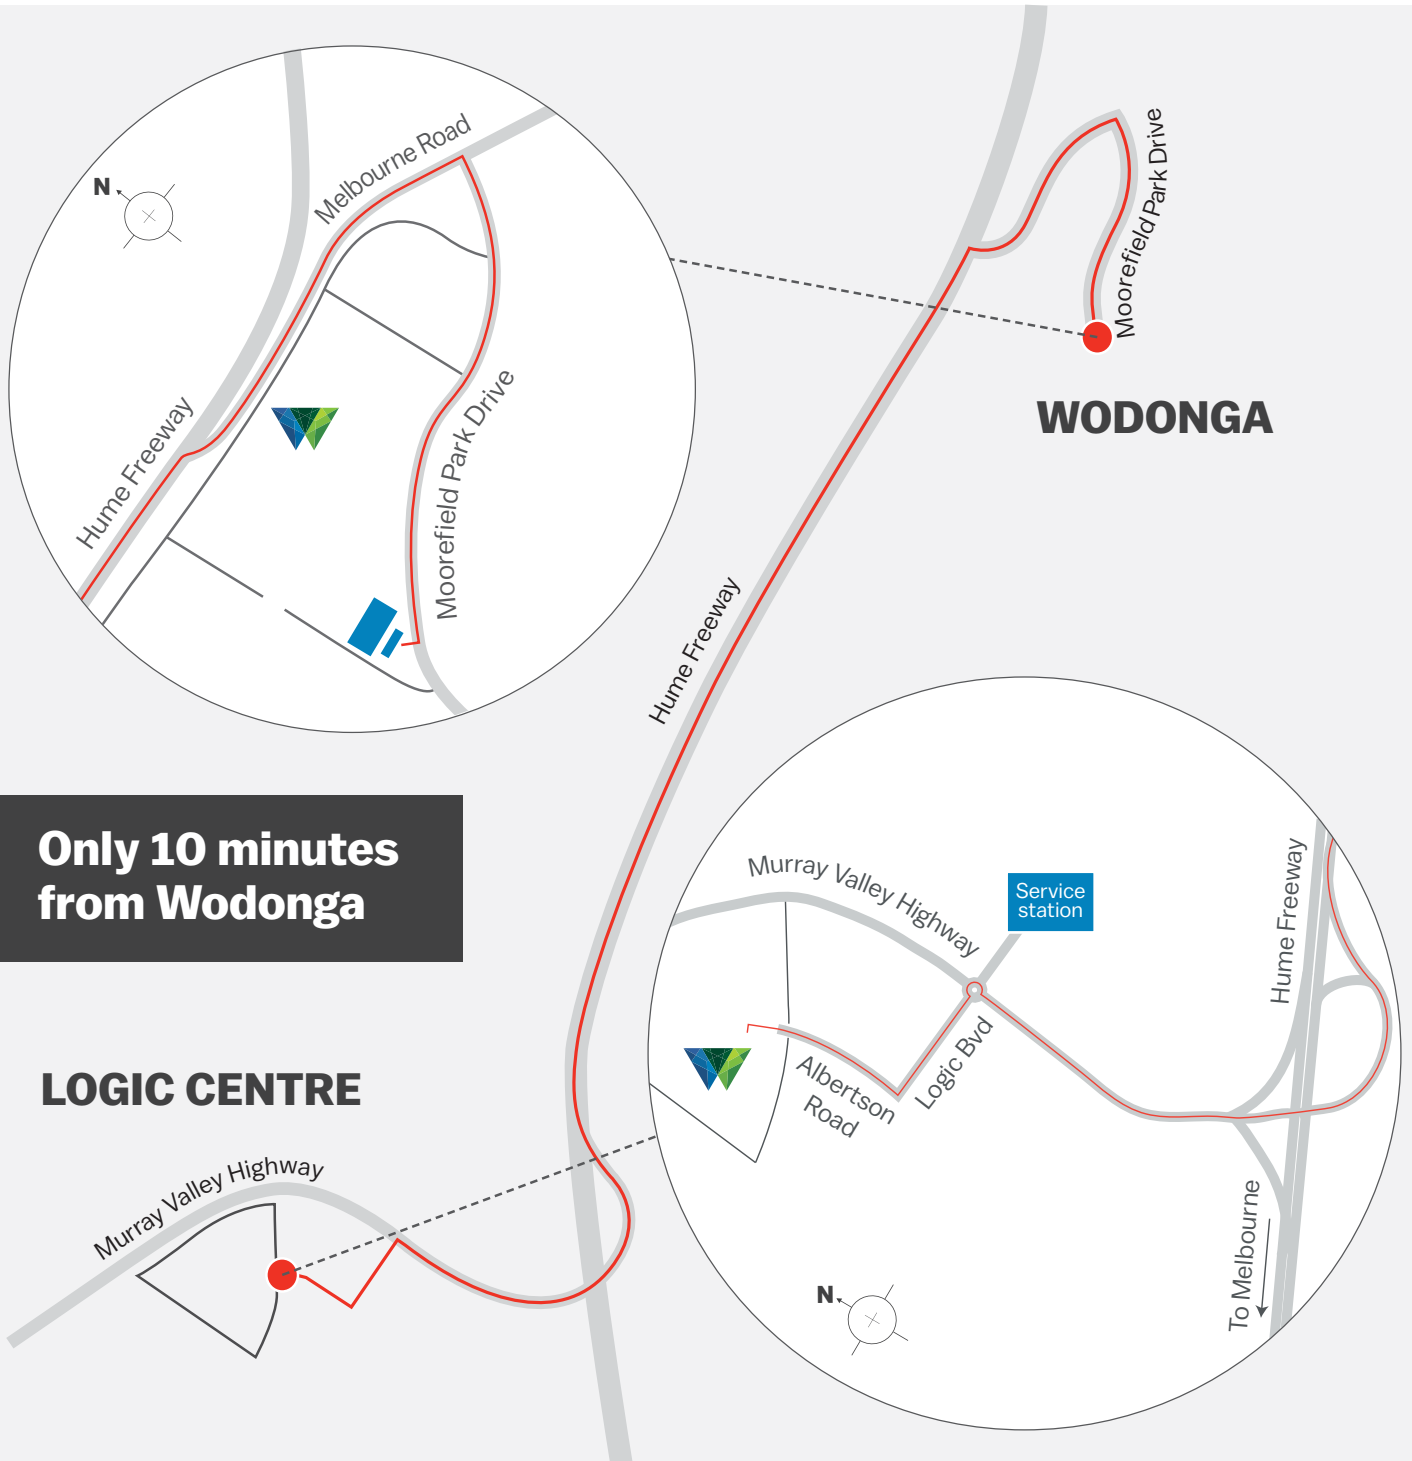 N
Melbourne Road
Hume Freeway
Moorefield Park Drive
Moorefield Park Drive
WODONGA
Hume Freeway
Only 10 minutes
from Wodonga
Murray Valley Highway
Service
station
Hume Freeway
Logic Bvd
Albertson
Road
To Melbourne
N
LOGIC CENTRE
Murray Valley Highway